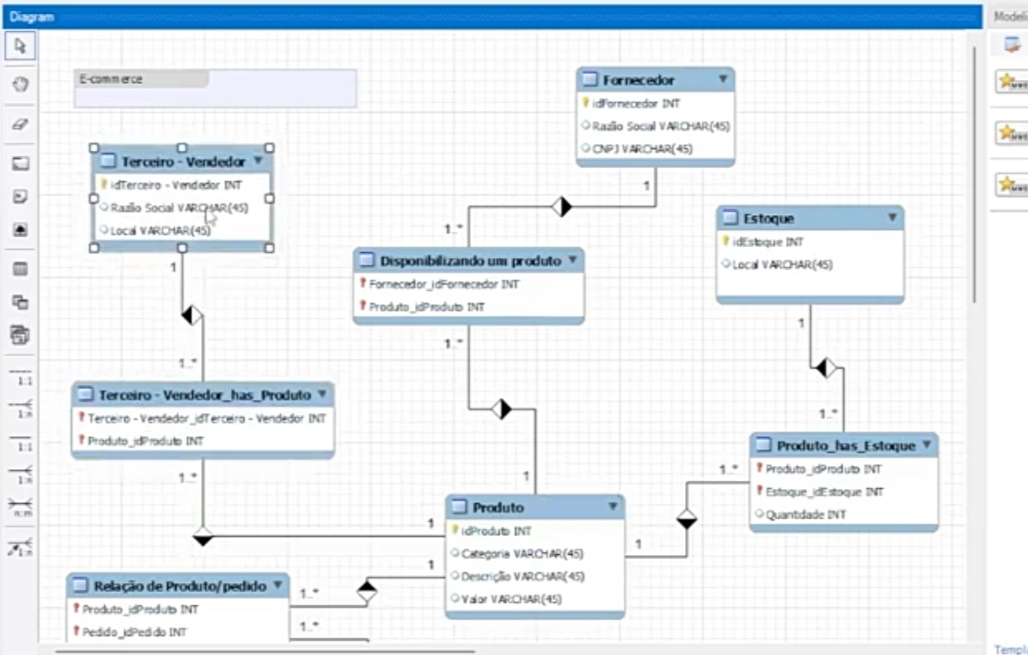 Diagram
Modeli
E-commerce
Fornecedor
idFornecedor INT
Razão Social VARCHAR(45)
CNPJ VARCHAR(45)
1
Terceiro - Vendedor
idTerceiro - Vendedor INT
Razão Social VARCHAR(45)
Local VARCHAR(45)
1
1..*
Estoque
idEstoque INT
Local VARCHAR(45)
1
Disponibilizando um produto
Fornecedor_idFornecedor INT
Produto_idProduto INT
1..*
1..*
1:1
1:n
1:1
1:n
n:m
1:n
Terceiro - Vendedor_has_Produto
Terceiro - Vendedor_idTerceiro - Vendedor INT
Produto_idProduto INT
1..*
1..*
Produto_has_Estoque
Produto_idProduto INT
Estoque_idEstoque INT
Quantidade INT
1..*
1
1
1
1
Produto
idProduto INT
Categoria VARCHAR(45)
Descrição VARCHAR(45)
Valor VARCHAR(45)
Relação de Produto/pedido
Produto_idProduto INT
Pedido_idPedido INT
1..*
1..*
Templ